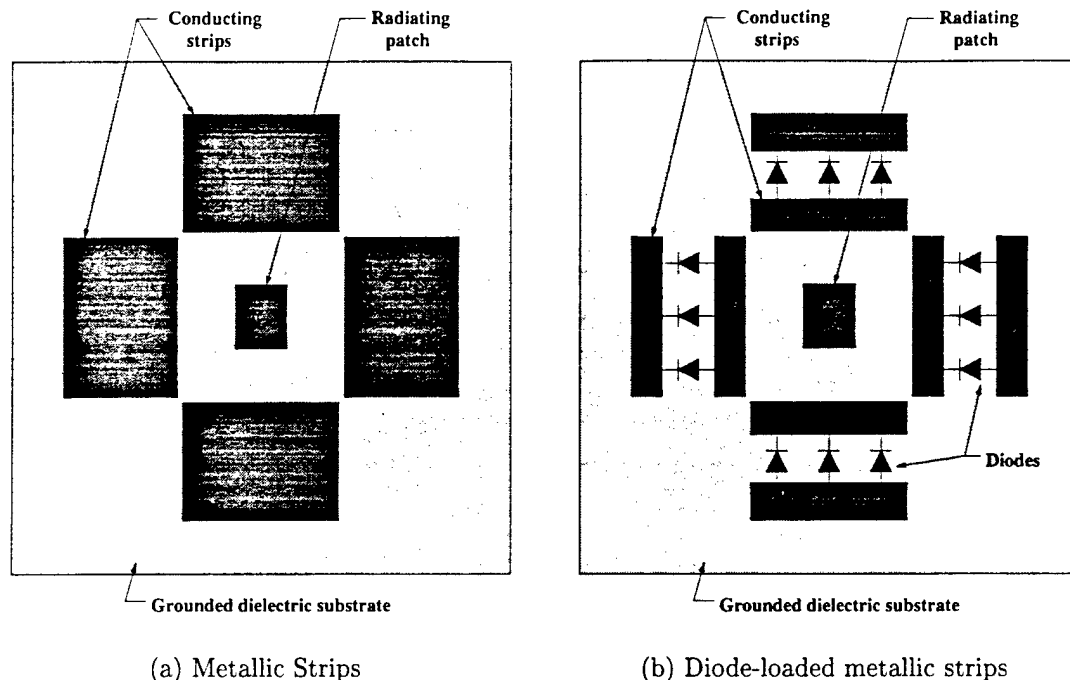 Conducting
strips
Radiating
patch
Grounded dielectric substrate
(a) Metallic Strips
Conducting
strips
Radiating
patch
Diodes
Grounded dielectric substrate
(b) Diode-loaded metallic strips